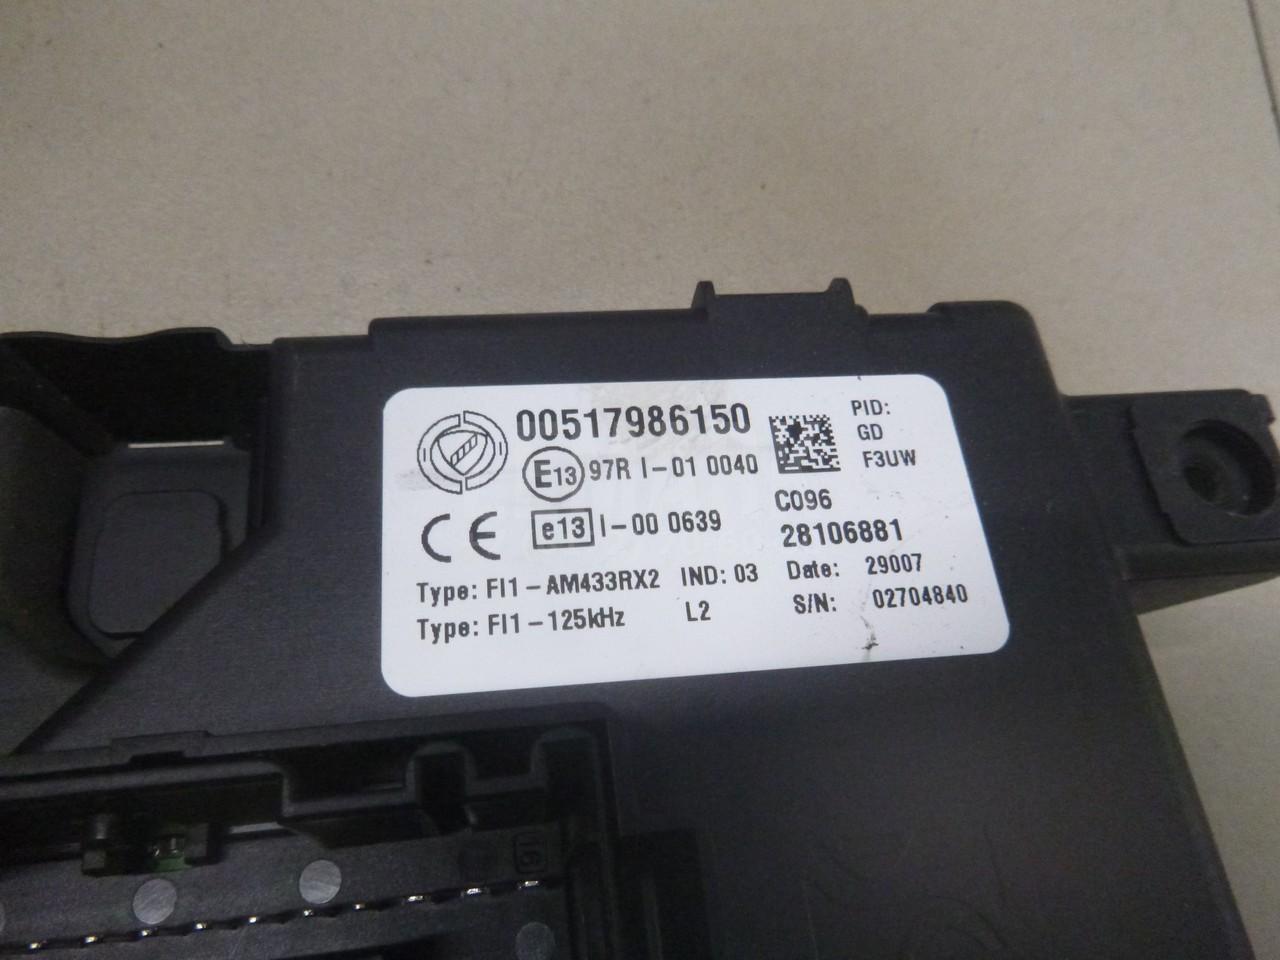 00517986150
PID:
GD
F3UW
E13 97R I-01 0040
C096
CE e13 I-00 0639
28106881
Type: FI1-AM433RX2 IND: 03 Date: 29007
Type: FI1-125kHz L2 S/N: 02704840
16